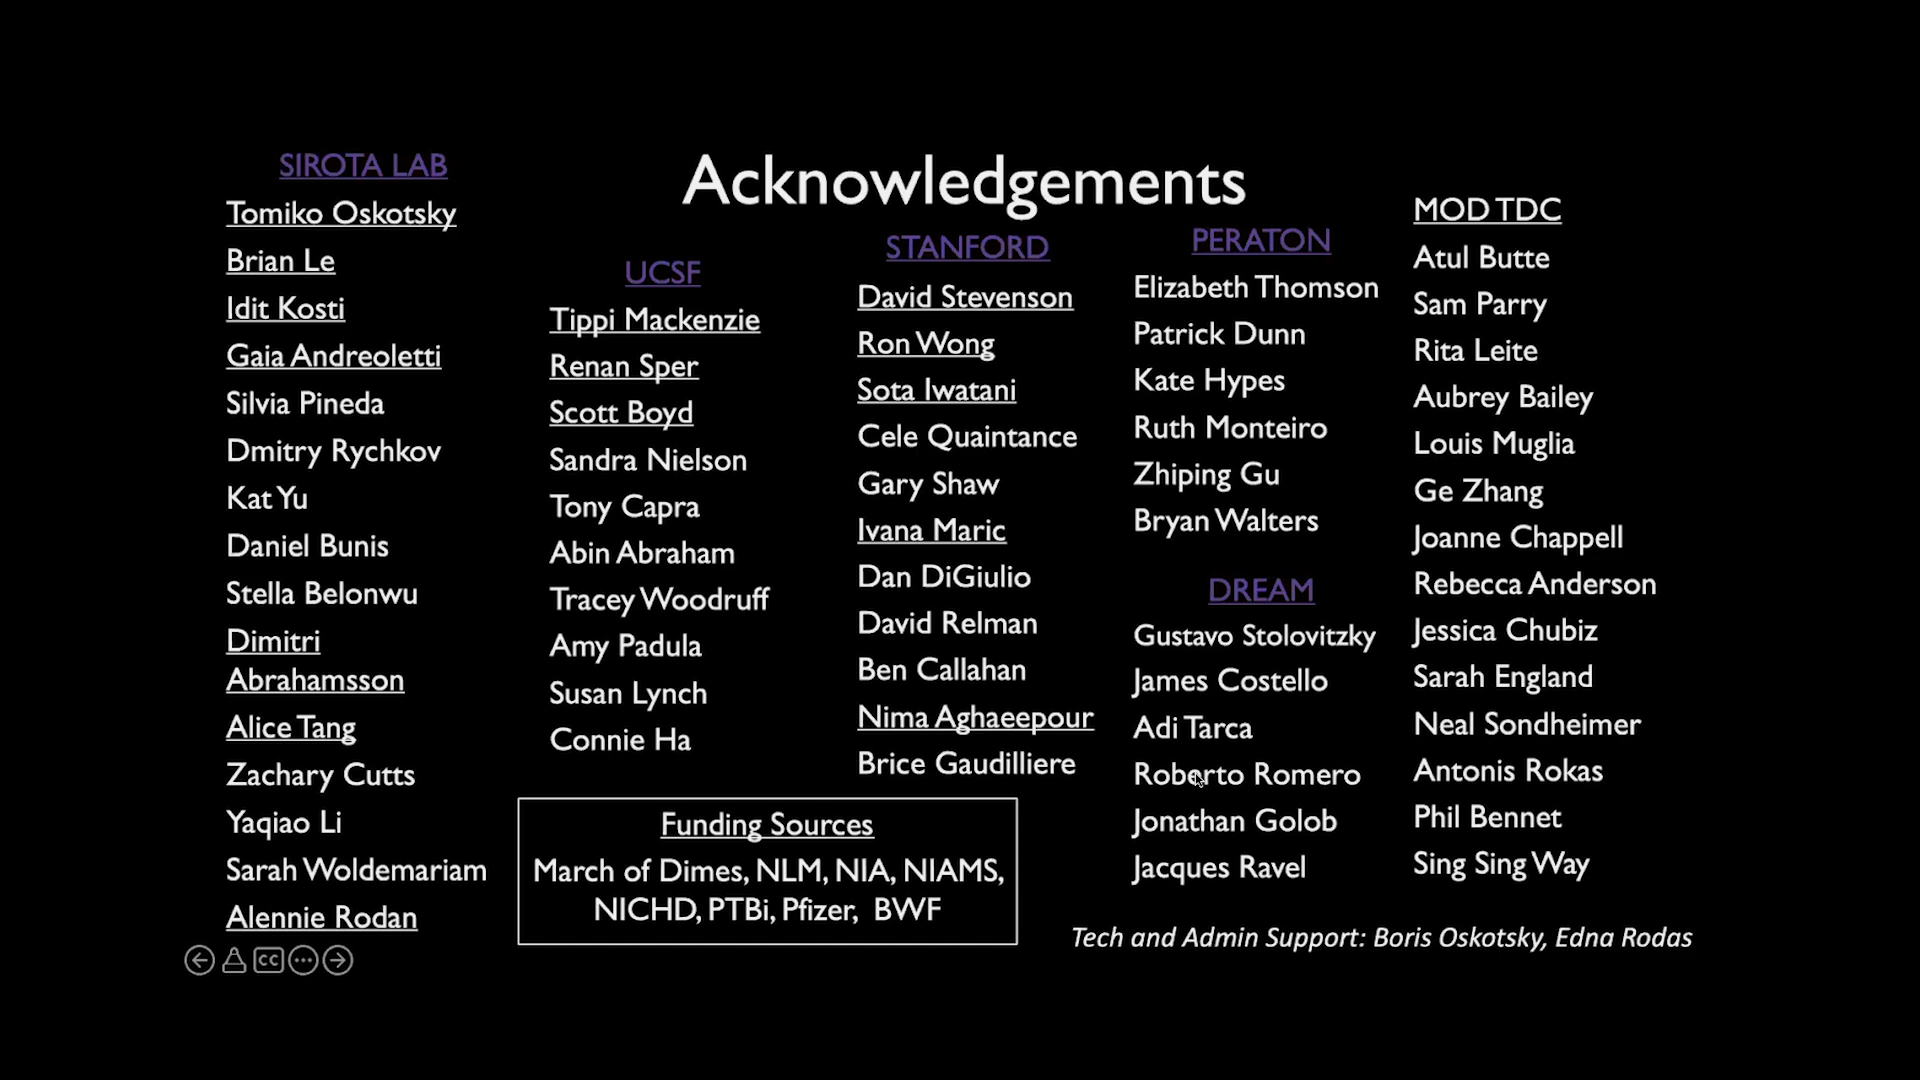 Acknowledgements
SIROTA LAB
Tomiko Oskotsky
Brian Le
Idit Kosti
Gaia Andreoletti
Silvia Pineda
Dmitry Rychkov
Kat Yu
Daniel Bunis
Stella Belonwu
Dimitri
Abrahamsson
Alice Tang
Zachary Cutts
Yaqiao Li
Sarah Woldemariam
Alennie Rodan
UCSF
Tippi Mackenzie
Renan Sper
Scott Boyd
Sandra Nielson
Tony Capra
Abin Abraham
Tracey Woodruff
Amy Padula
Susan Lynch
Connie Ha
STANFORD
David Stevenson
Ron Wong
Sota Iwatani
Cele Quaintance
Gary Shaw
Ivana Maric
Dan DiGiulio
David Relman
Ben Callahan
Nima Aghaeepour
Brice Gaudilliere
Funding Sources
March of Dimes, NLM, NIA, NIAMS,
NICHD, PTBi, Pfizer, BWF
PERATON
Elizabeth Thomson
Patrick Dunn
Kate Hypes
Ruth Monteiro
Zhiping Gu
Bryan Walters
DREAM
Gustavo Stolovitzky
James Costello
Adi Tarca
Roberto Romero
Jonathan Golob
Jacques Ravel
MOD TDC
Atul Butte
Sam Parry
Rita Leite
Aubrey Bailey
Louis Muglia
Ge Zhang
Joanne Chappell
Rebecca Anderson
Jessica Chubiz
Sarah England
Neal Sondheimer
Antonis Rokas
Phil Bennet
Sing Sing Way
Tech and Admin Support: Boris Oskotsky, Edna Rodas
CC